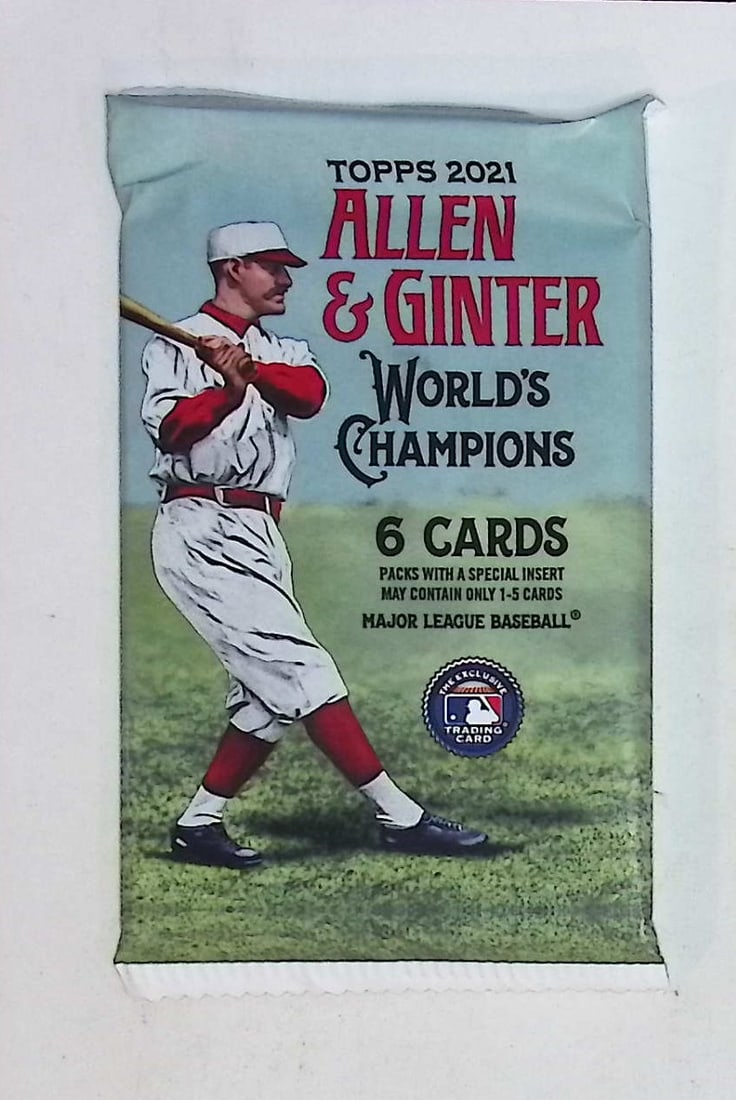 TOPPS 2021
ALLEN
& GINTER
WORLD'S
CHAMPIONS
6 CARDS
PACKS WITH A SPECIAL INSERT
MAY CONTAIN ONLY 1-5 CARDS
MAJOR LEAGUE BASEBALL®
THE EXCLUSIVE
TRADING
CARD